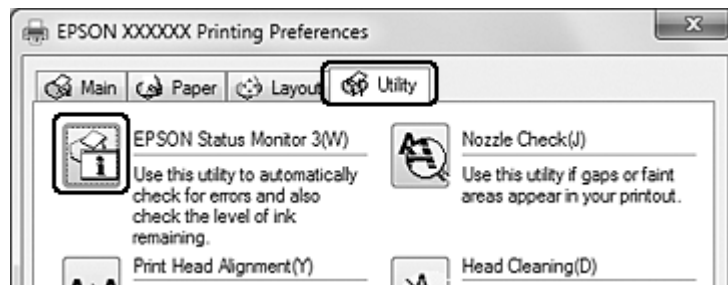 EPSON XXXXXX Printing Preferences
Main Paper Layout Utility
EPSON Status Monitor 3(W)
Use this utility to automatically
check for errors and also
check the level of ink
remaining.
Nozzle Check(J)
Use this utility if gaps or faint
areas appear in your printout.
Print Head Alignment(Y)
Head Cleaning(D)